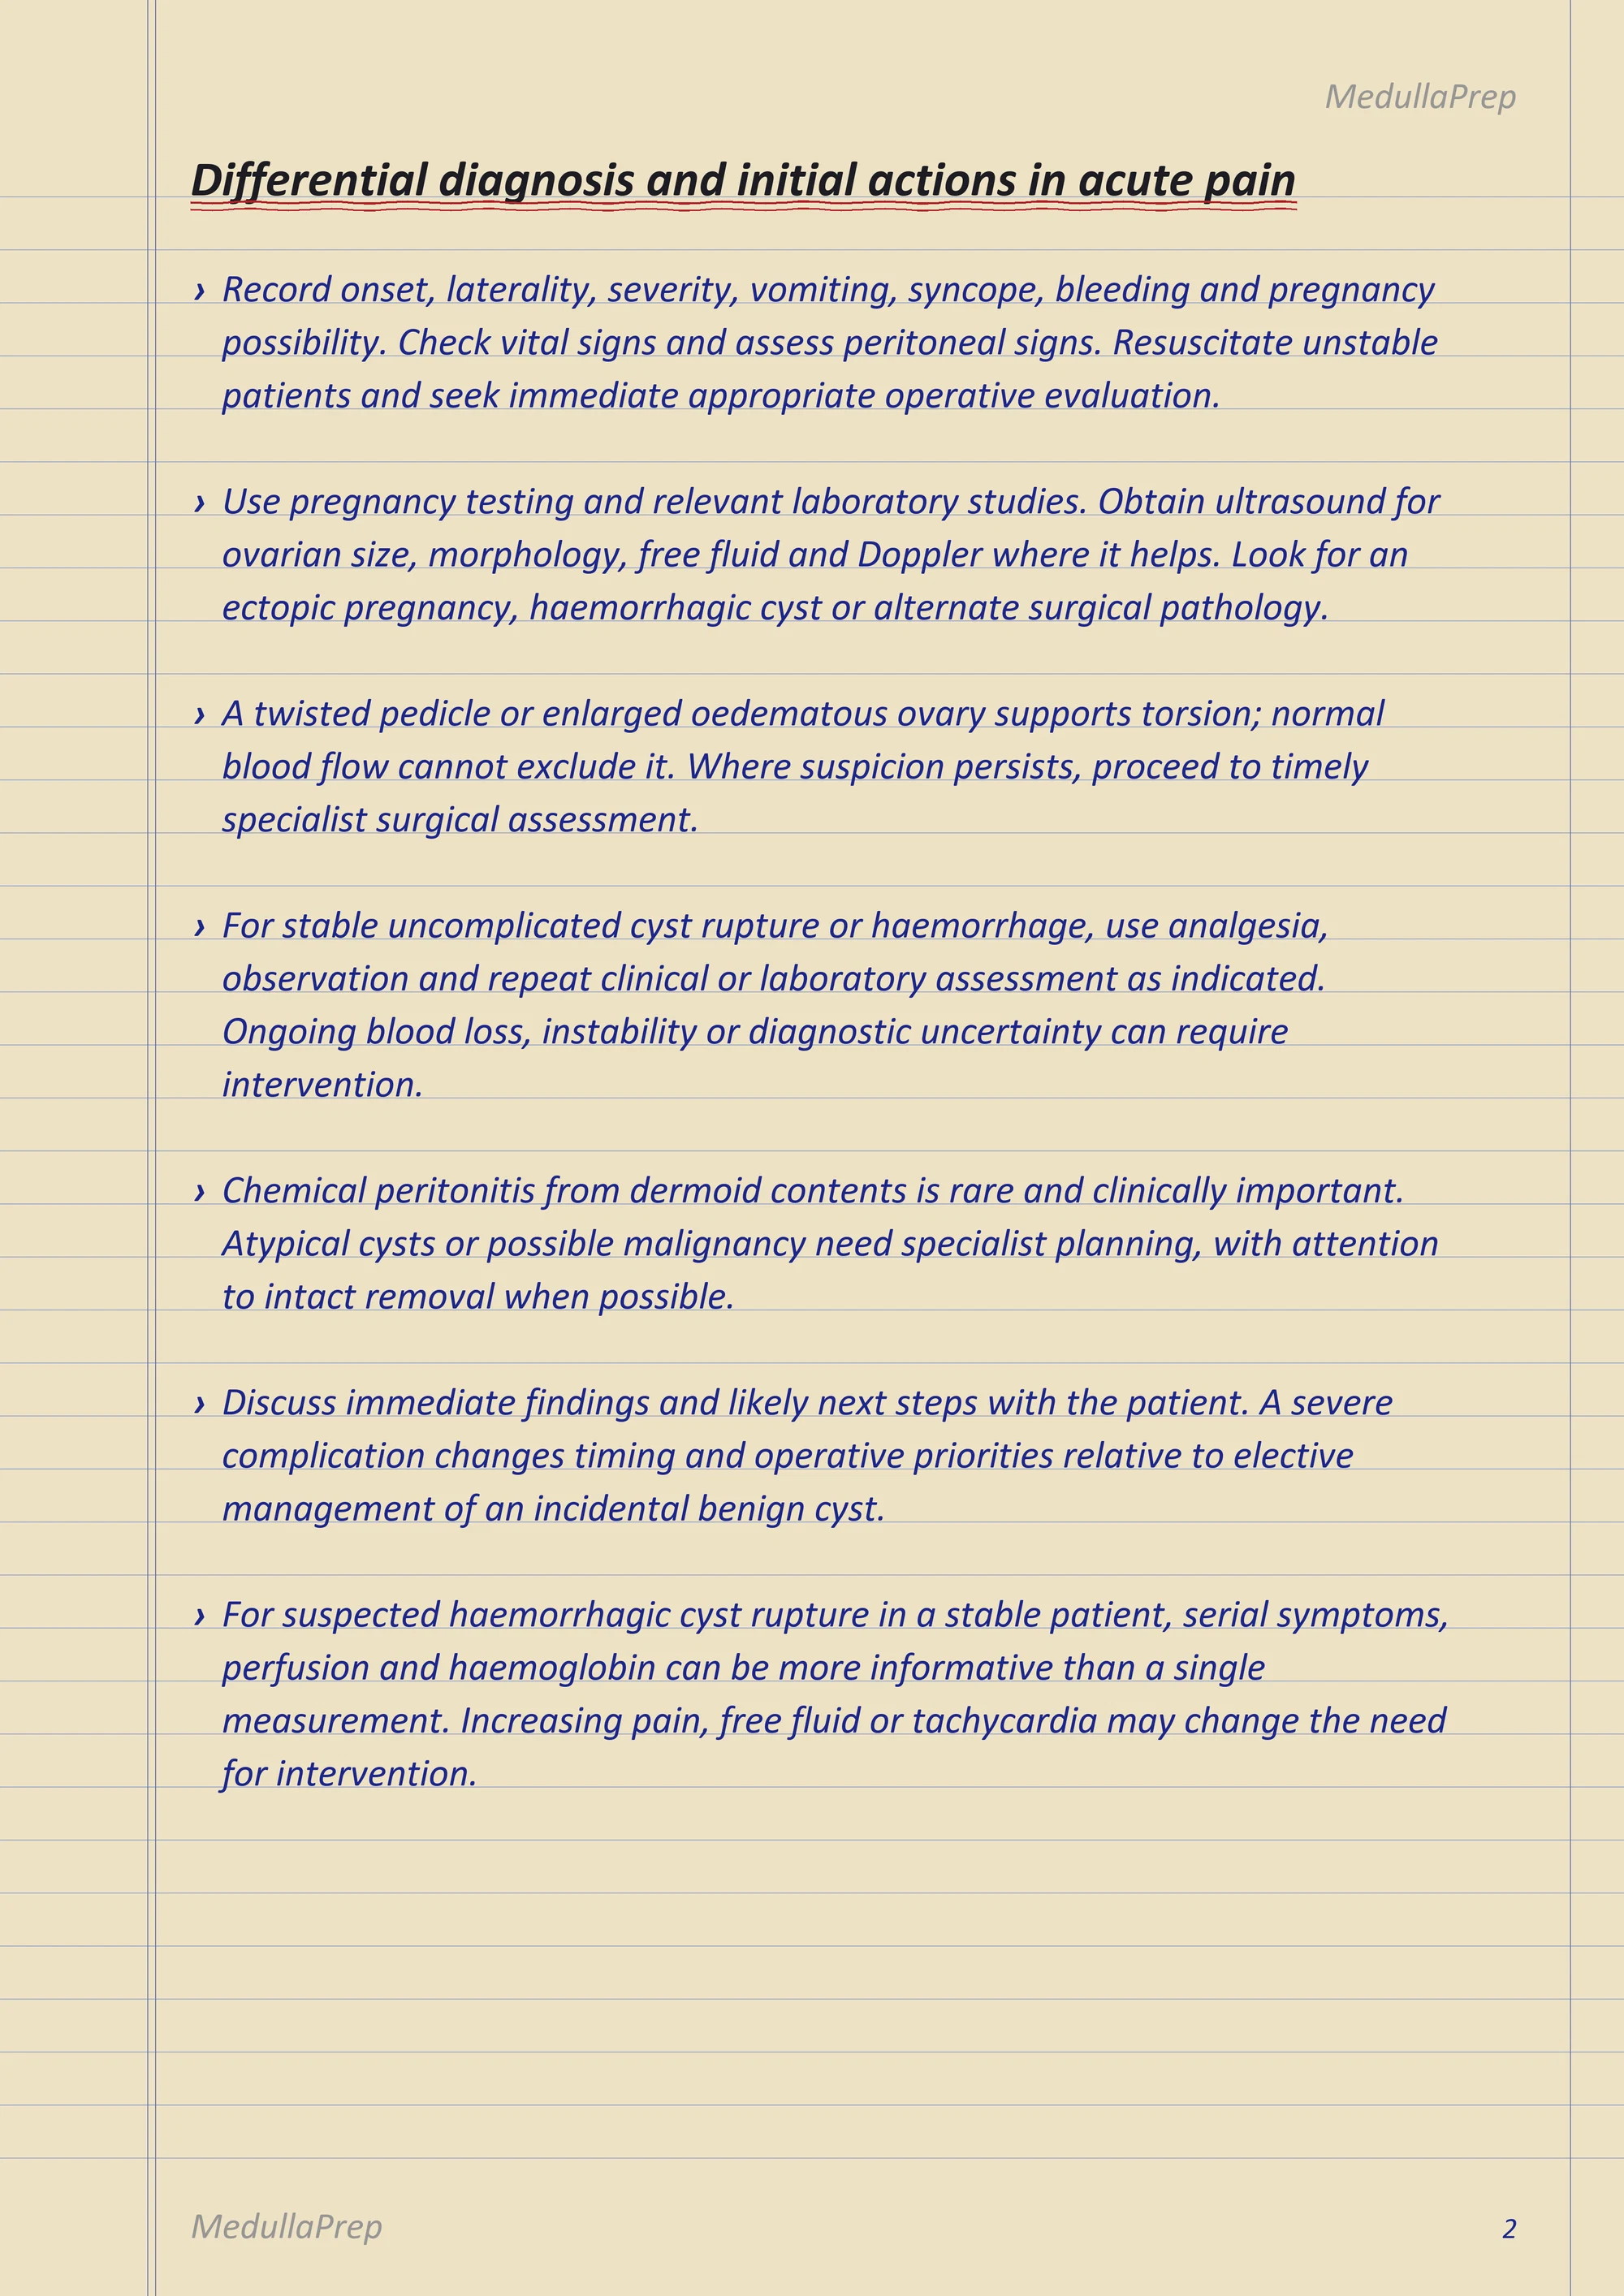 MedullaPrep
Differential diagnosis and initial actions in acute pain
› Record onset, laterality, severity, vomiting, syncope, bleeding and pregnancy
possibility. Check vital signs and assess peritoneal signs. Resuscitate unstable
patients and seek immediate appropriate operative evaluation.
› Use pregnancy testing and relevant laboratory studies. Obtain ultrasound for
ovarian size, morphology, free fluid and Doppler where it helps. Look for an
ectopic pregnancy, haemorrhagic cyst or alternate surgical pathology.
› A twisted pedicle or enlarged oedematous ovary supports torsion; normal
blood flow cannot exclude it. Where suspicion persists, proceed to timely
specialist surgical assessment.
› For stable uncomplicated cyst rupture or haemorrhage, use analgesia,
observation and repeat clinical or laboratory assessment as indicated.
Ongoing blood loss, instability or diagnostic uncertainty can require
intervention.
› Chemical peritonitis from dermoid contents is rare and clinically important.
Atypical cysts or possible malignancy need specialist planning, with attention
to intact removal when possible.
› Discuss immediate findings and likely next steps with the patient. A severe
complication changes timing and operative priorities relative to elective
management of an incidental benign cyst.
› For suspected haemorrhagic cyst rupture in a stable patient, serial symptoms,
perfusion and haemoglobin can be more informative than a single
measurement. Increasing pain, free fluid or tachycardia may change the need
for intervention.
MedullaPrep
2